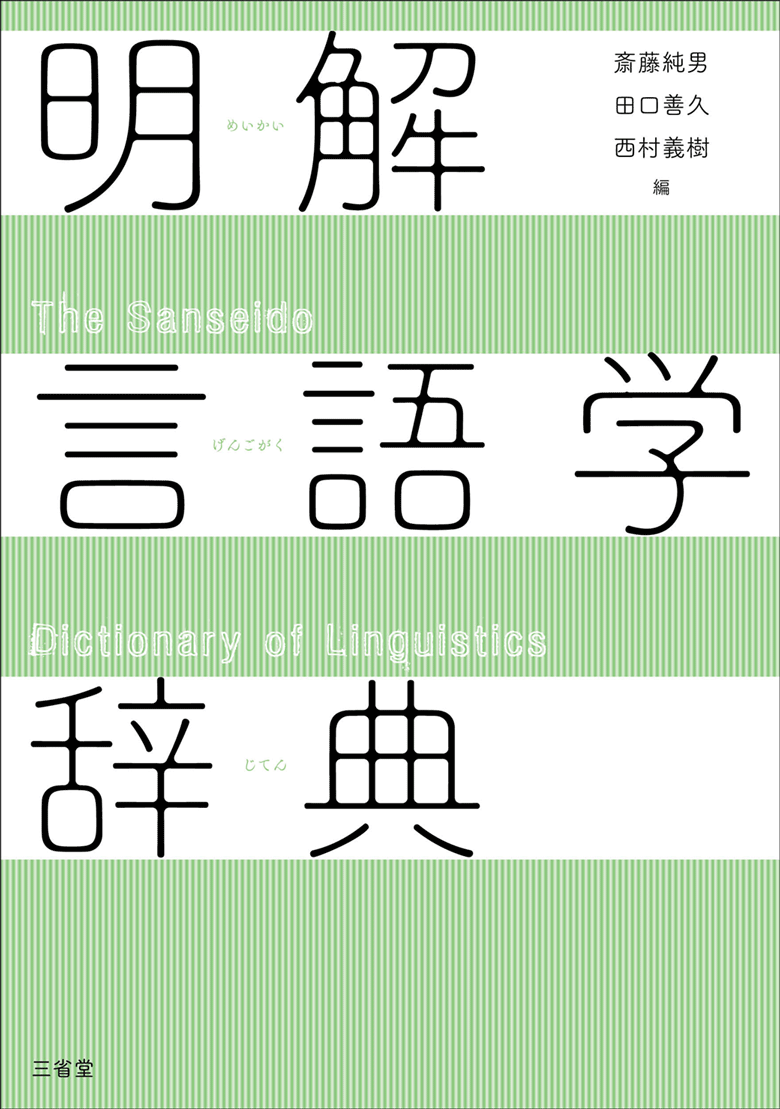 明解
めいかい
斎藤純男
田口善久
西村義樹
編
The Sanseido
言語学
げんごがく
Dictionary of Linguistics
辞典
じてん
三省堂